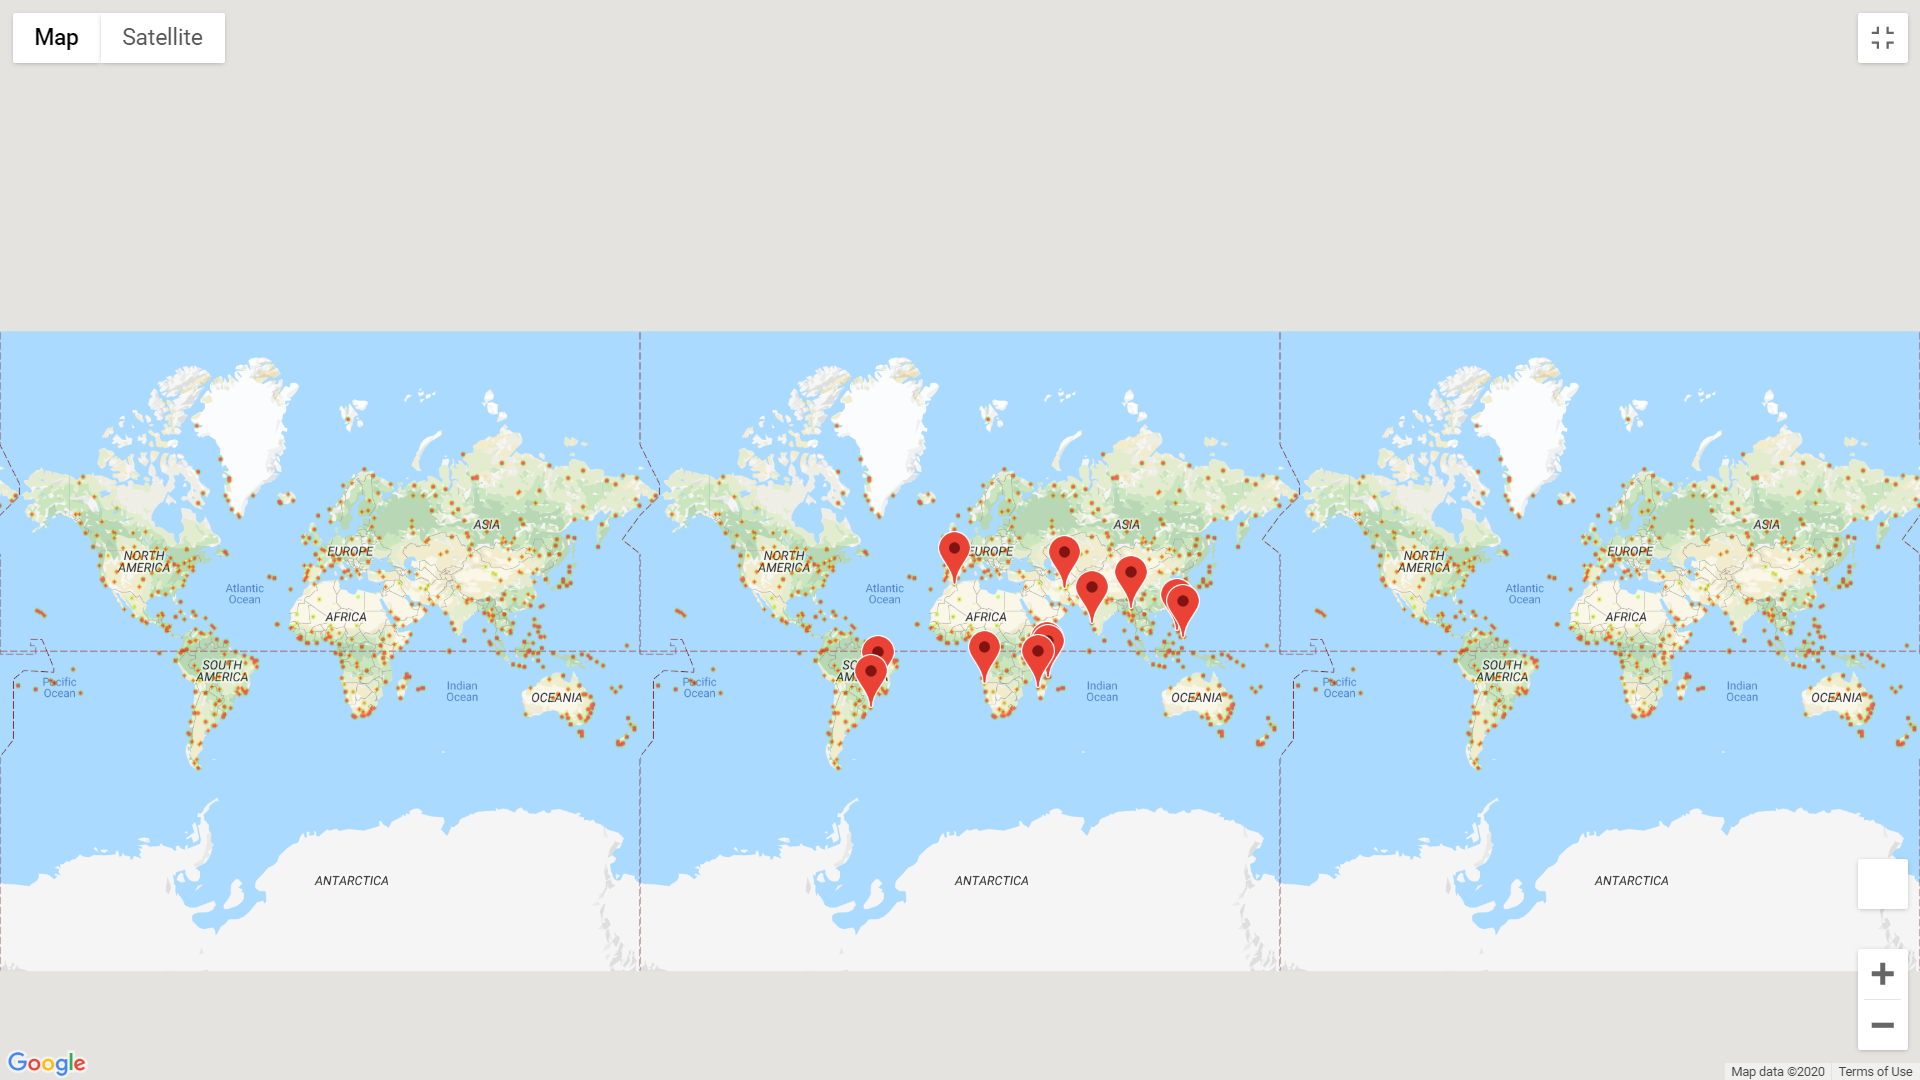 Map
Satellite
NORTH
AMERICA
Atlantic
Ocean
EUROPE
ASIA
AFRICA
SOUTH
AMERICA
Pacific
Ocean
Indian
Ocean
OCEANIA
ANTARCTICA
NORTH
AMERICA
Atlantic
Ocean
EUROPE
ASIA
AFRICA
Pacific
Ocean
Indian
Ocean
OCEANIA
ANTARCTICA
NORTH
AMERICA
Atlantic
Ocean
EUROPE
ASIA
AFRICA
SOUTH
AMERICA
Pacific
Ocean
Indian
Ocean
OCEANIA
ANTARCTICA
Google
Map data ©2020
Terms of Use